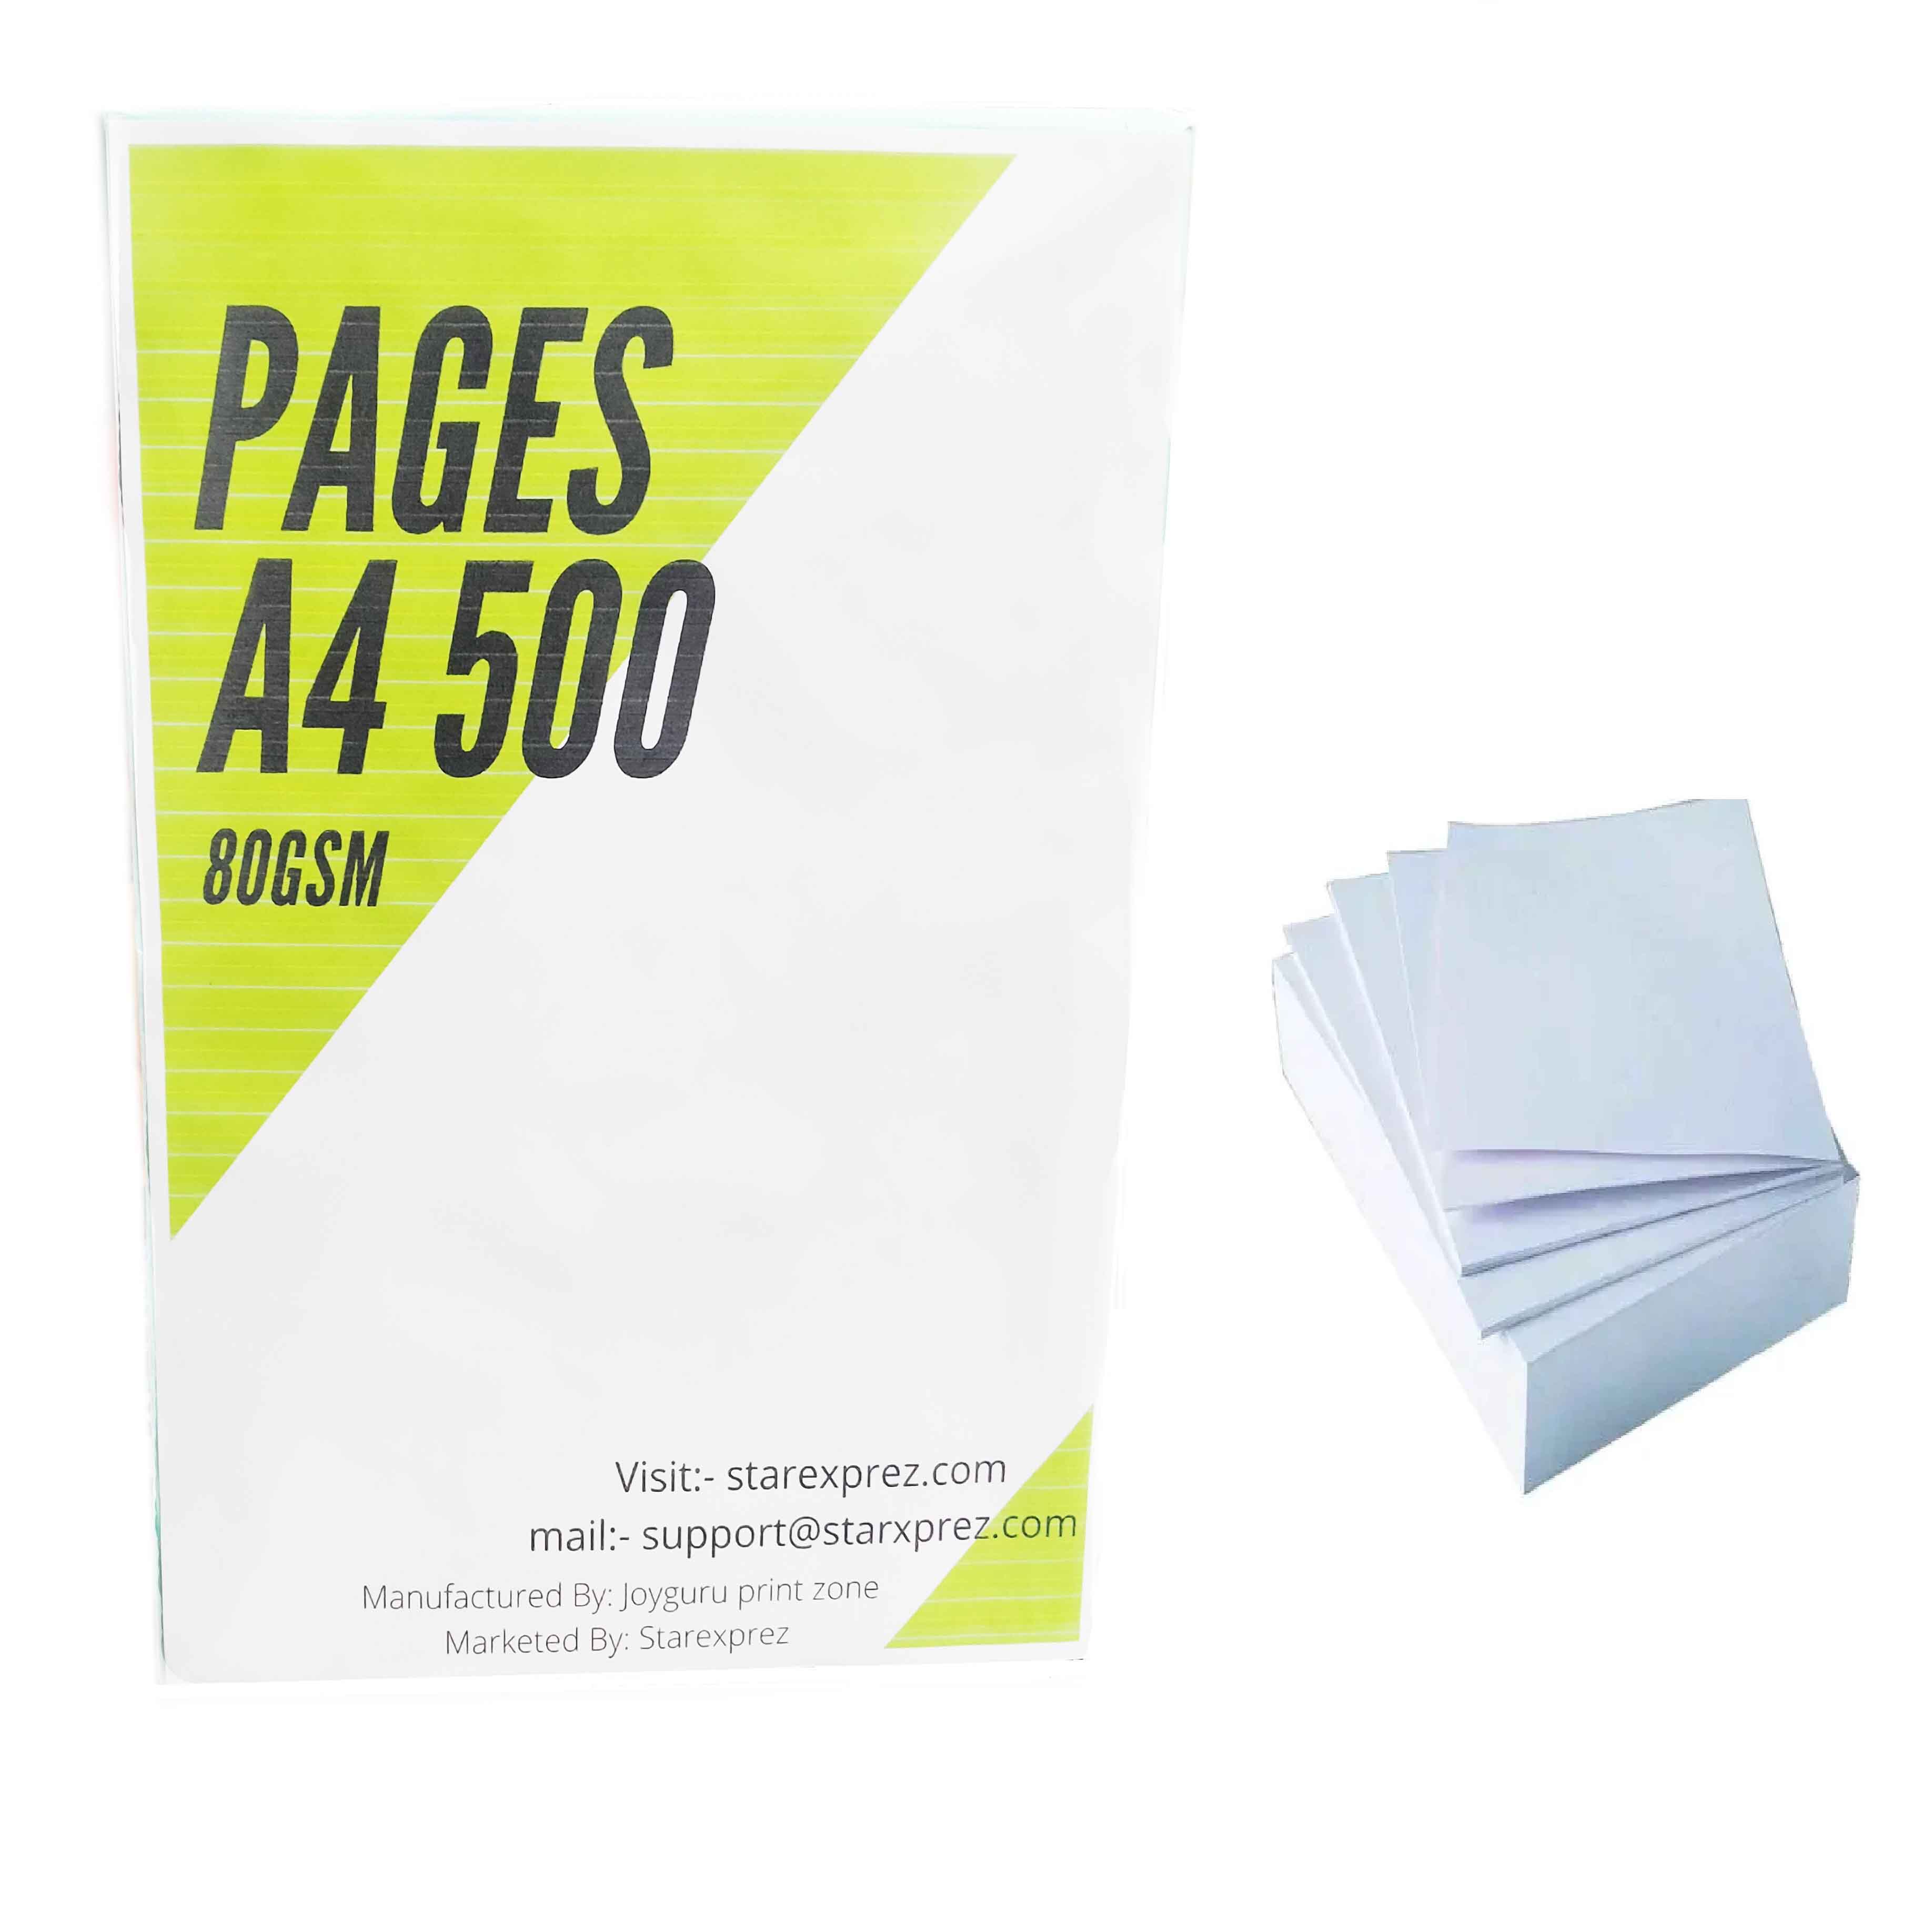 PAGES
A4 500
80GSM
Visit:- starexprez.com
mail:- support@starxprez.com
Manufactured By: Joyguru print zone
Marketed By: Starexprez